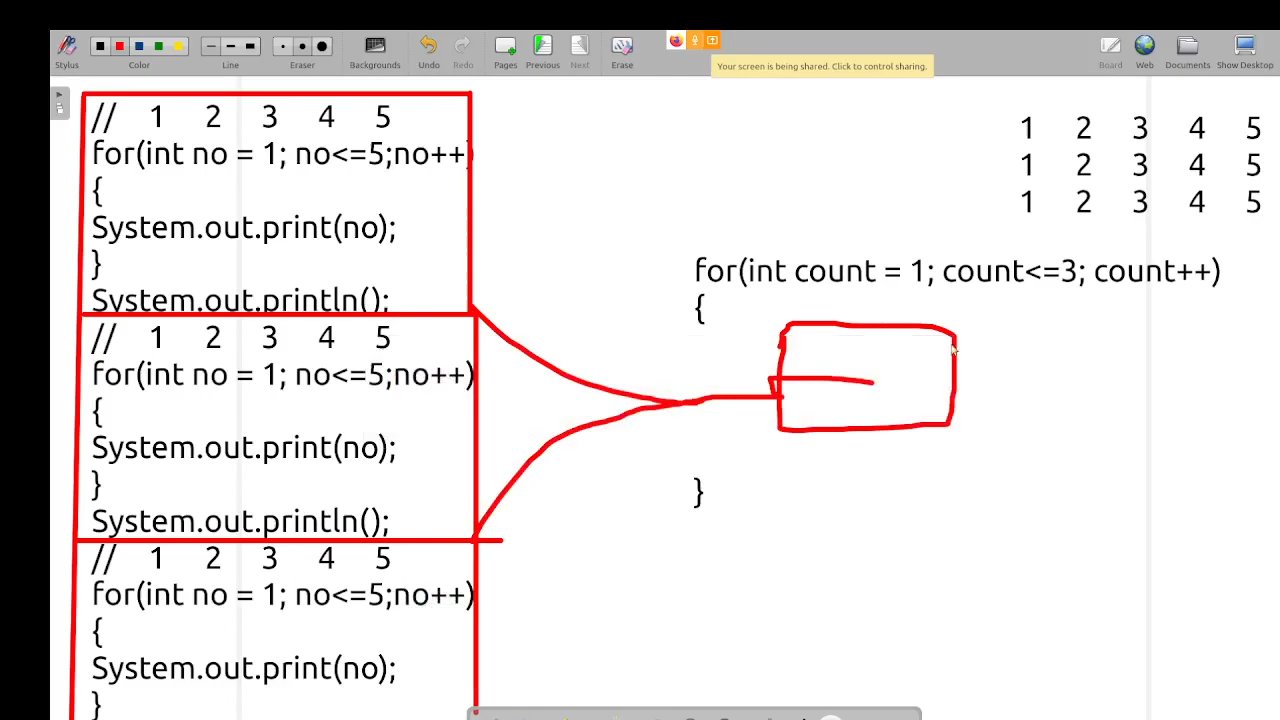 Stylus
Color
Line
Eraser
Backgrounds
Undo
Redo
Pages
Previous
Next
Erase
Your screen is being shared. Click to control sharing.
Board
Web
Documents
Show Desktop
// 1 2 3 4 5
for(int no = 1; no<=5;no++)
{
System.out.print(no);
}
System.out.println();
// 1 2 3 4 5
for(int no = 1; no<=5;no++)
{
System.out.print(no);
}
System.out.println();
// 1 2 3 4 5
for(int no = 1; no<=5;no++)
{
System.out.print(no);
}
1 2 3 4 5
1 2 3 4 5
1 2 3 4 5
for(int count = 1; count<=3; count++)
{
}